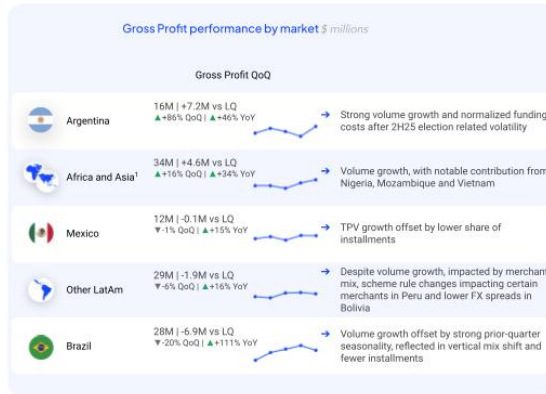 Gross Profit performance by market $ millions
Gross Profit QoQ
Argentina
16M | +7.2M vs LQ
▲+86% QoQ | ▲+46% YoY
→ Strong volume growth and normalized funding
costs after 2H25 election related volatility
Africa and Asia¹
34M | +4.6M vs LQ
▲+16% QoQ | ▲+34% YoY
→ Volume growth, with notable contribution from
Nigeria, Mozambique and Vietnam
Mexico
12M | -0.1M vs LQ
▼-1% QoQ | ▲+15% YoY
→ TPV growth offset by lower share of
installments
Other LatAm
29M | -1.9M vs LQ
▼-6% QoQ | ▲+16% YoY
→ Despite volume growth, impacted by merchant
mix, scheme rule changes impacting certain
merchants in Peru and lower FX spreads in
Bolivia
Brazil
28M | -6.9M vs LQ
▼-20% QoQ | ▲+111% YoY
→ Volume growth offset by strong prior-quarter
seasonality, reflected in vertical mix shift and
fewer installments